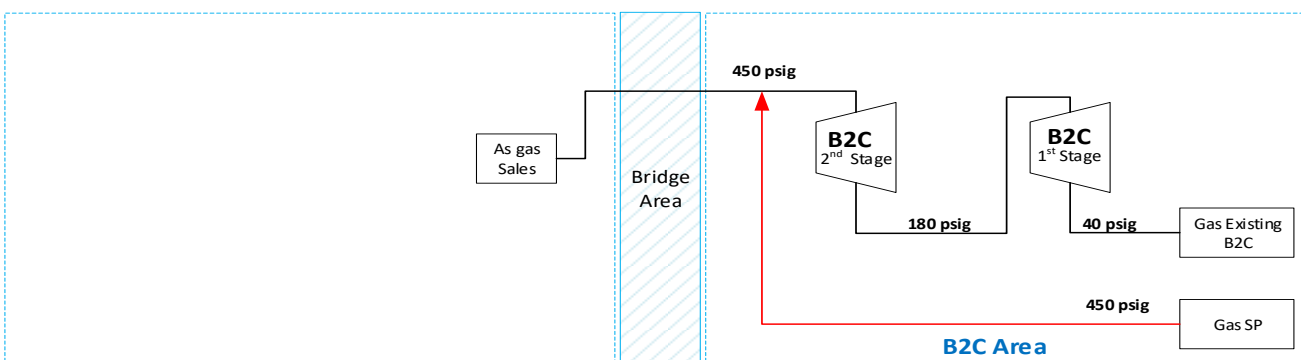 450 psig
As gas
Sales
Bridge
Area
B2C
2nd Stage
B2C
1st Stage
180 psig
40 psig
Gas Existing
B2C
450 psig
Gas SP
B2C Area